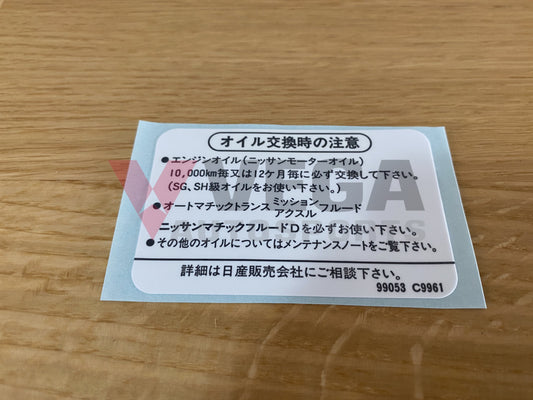 オイル交換時の注意
●エンジンオイル(ニッサンモーターオイル)
10,000km毎又は12ケ月毎に必ず交換して下さい。
(SG、SH級オイルをお使い下さい。)
●オートマチックトランス ミッション アクスル フルード
ニッサンマチックフルードDを必ずお使い下さい。
●その他のオイルについてはメンテナンスノートをご覧下さい。
詳細は日産販売会社にご相談下さい。
99053 C9961
VEGA
AUTOSPORTS